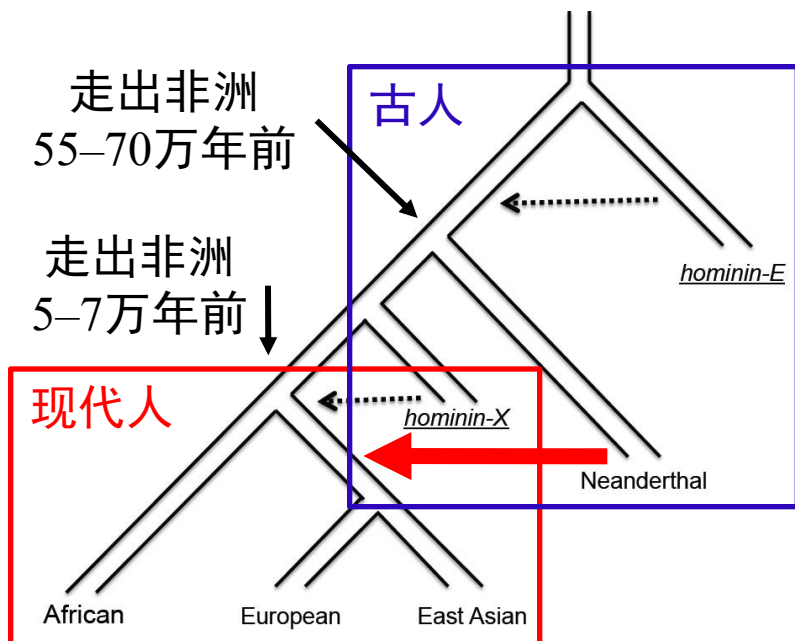 走出非洲
55–70万年前
古人
hominin-E
走出非洲
5–7万年前
现代人
hominin-X
Neanderthal
African
European
East Asian